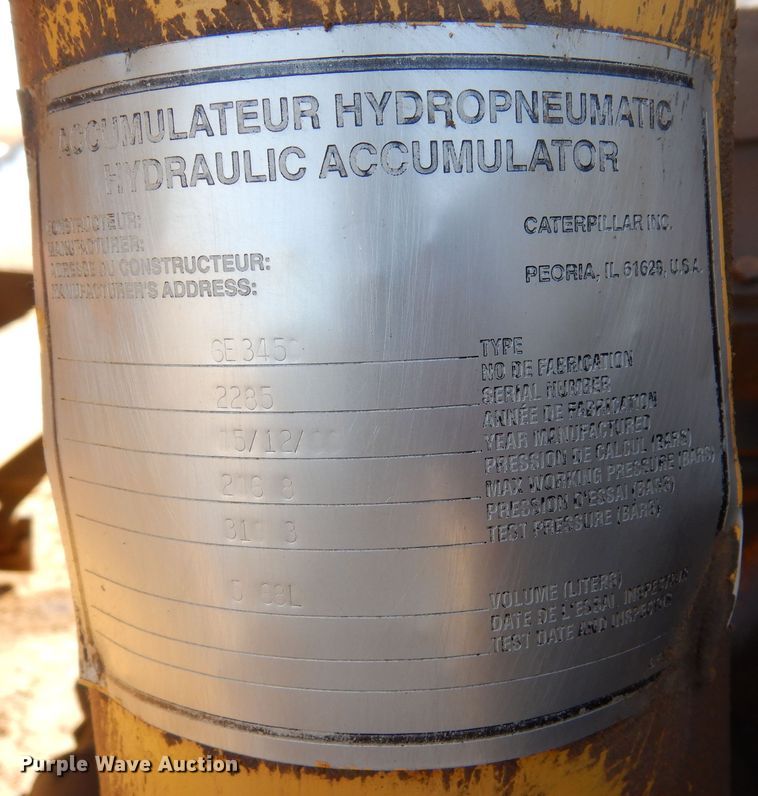 ACCUMULATEUR HYDROPNEUMATIC
HYDRAULIC ACCUMULATOR
CONSTRUCTEUR:
MANUFACTURER: CATERPILLAR INC.
ADRESSE DU CONSTRUCTEUR:
MANUFACTURER'S ADDRESS: PEORIA, IL 61629, U.S.A.
TYPE
NO DE FABRICATION
2285 SERIAL NUMBER
ANNÉE DE FABRICATION
YEAR MANUFACTURED
PRESSION DE CALCUL (BARS)
MAX WORKING PRESSURE (BARS)
PRESSION D'ESSAI (BARS)
TEST PRESSURE (BARS)
VOLUME (LITERS)
DATE DE L'ESSAI
TEST DATE AND
Purple Wave Auction